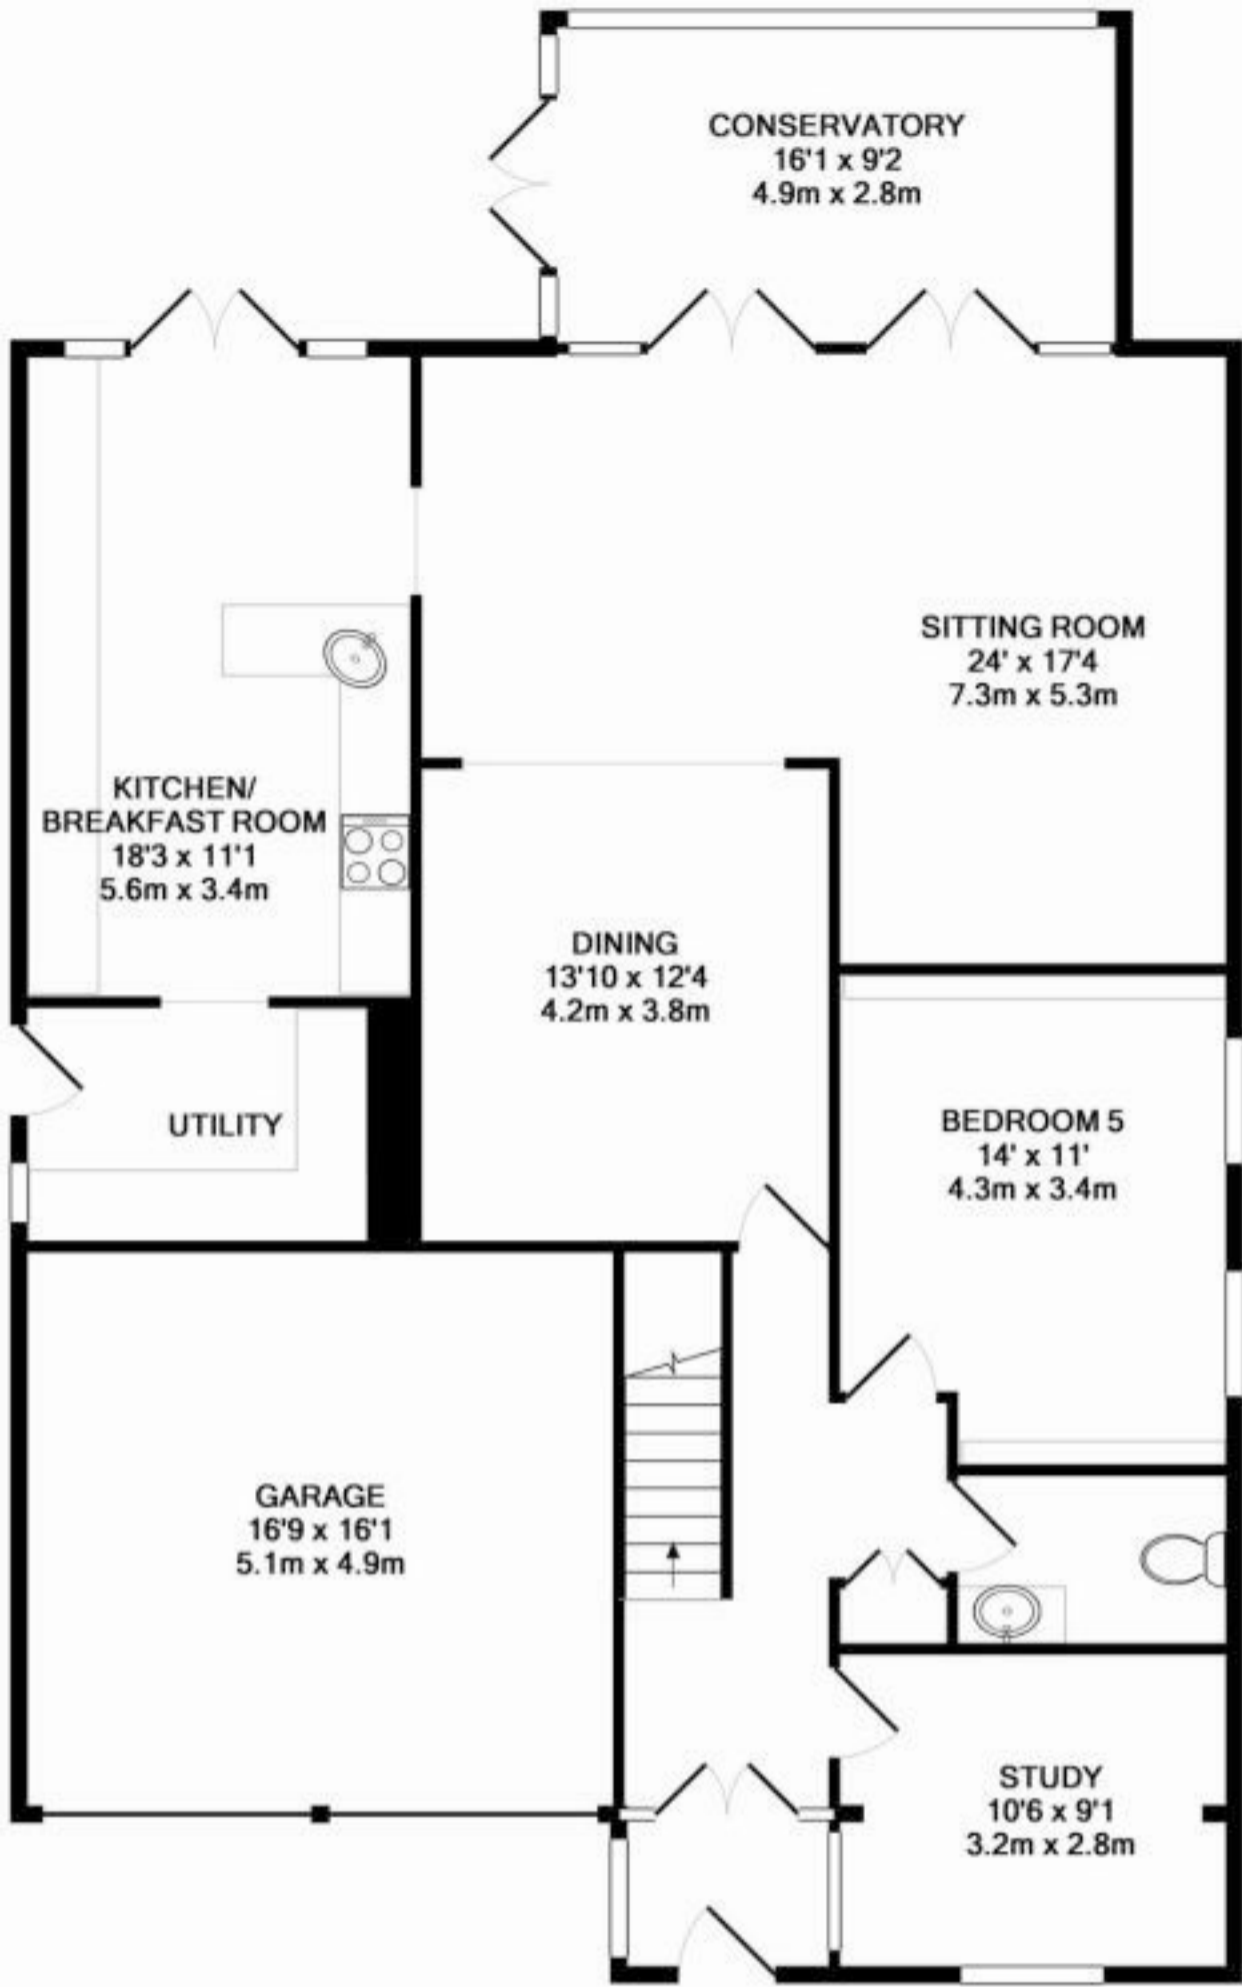 CONSERVATORY
16'1 x 9'2
4.9m x 2.8m
SITTING ROOM
24' x 17'4
7.3m x 5.3m
KITCHEN/
BREAKFAST ROOM
18'3 x 11'1
5.6m x 3.4m
DINING
13'10 x 12'4
4.2m x 3.8m
UTILITY
BEDROOM 5
14' x 11'
4.3m x 3.4m
GARAGE
16'9 x 16'1
5.1m x 4.9m
STUDY
10'6 x 9'1
3.2m x 2.8m